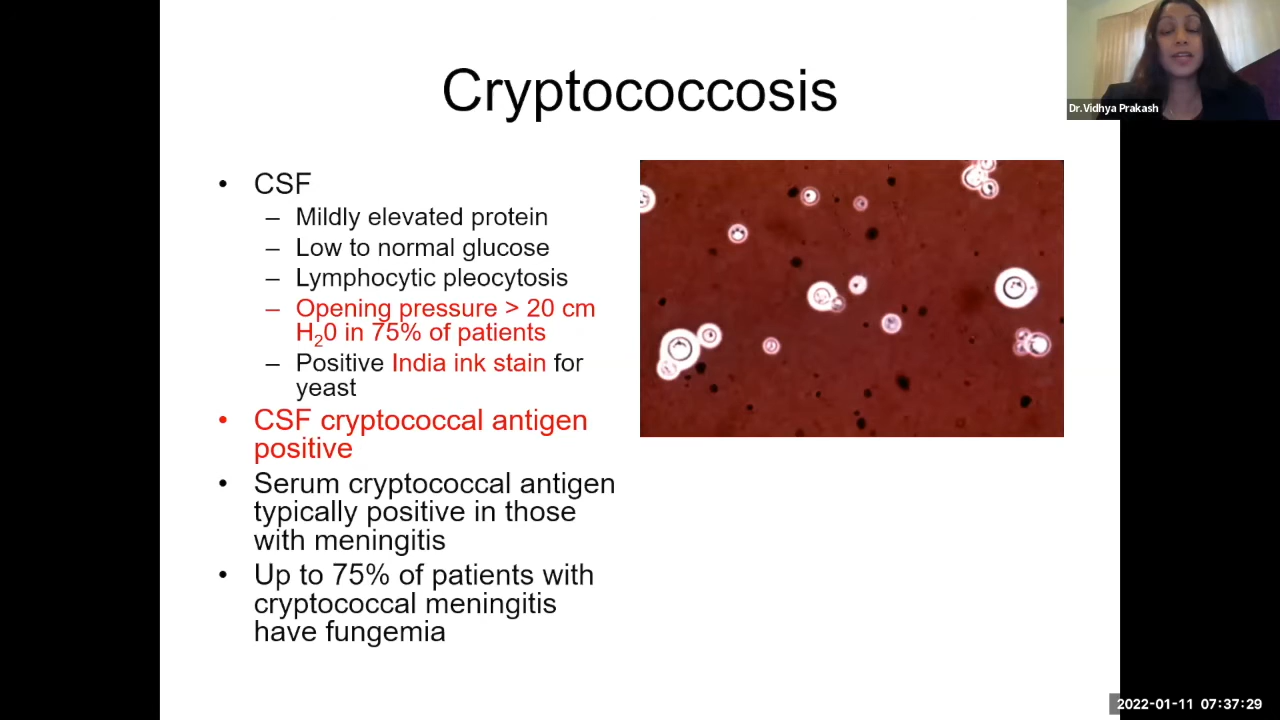 Cryptococcosis
Dr.Vidhya Prakash
• CSF
– Mildly elevated protein
– Low to normal glucose
– Lymphocytic pleocytosis
– Opening pressure > 20 cm
H₂0 in 75% of patients
– Positive India ink stain for
yeast
• CSF cryptococcal antigen
positive
• Serum cryptococcal antigen
typically positive in those
with meningitis
• Up to 75% of patients with
cryptococcal meningitis
have fungemia
2022-01-11 07:37:29